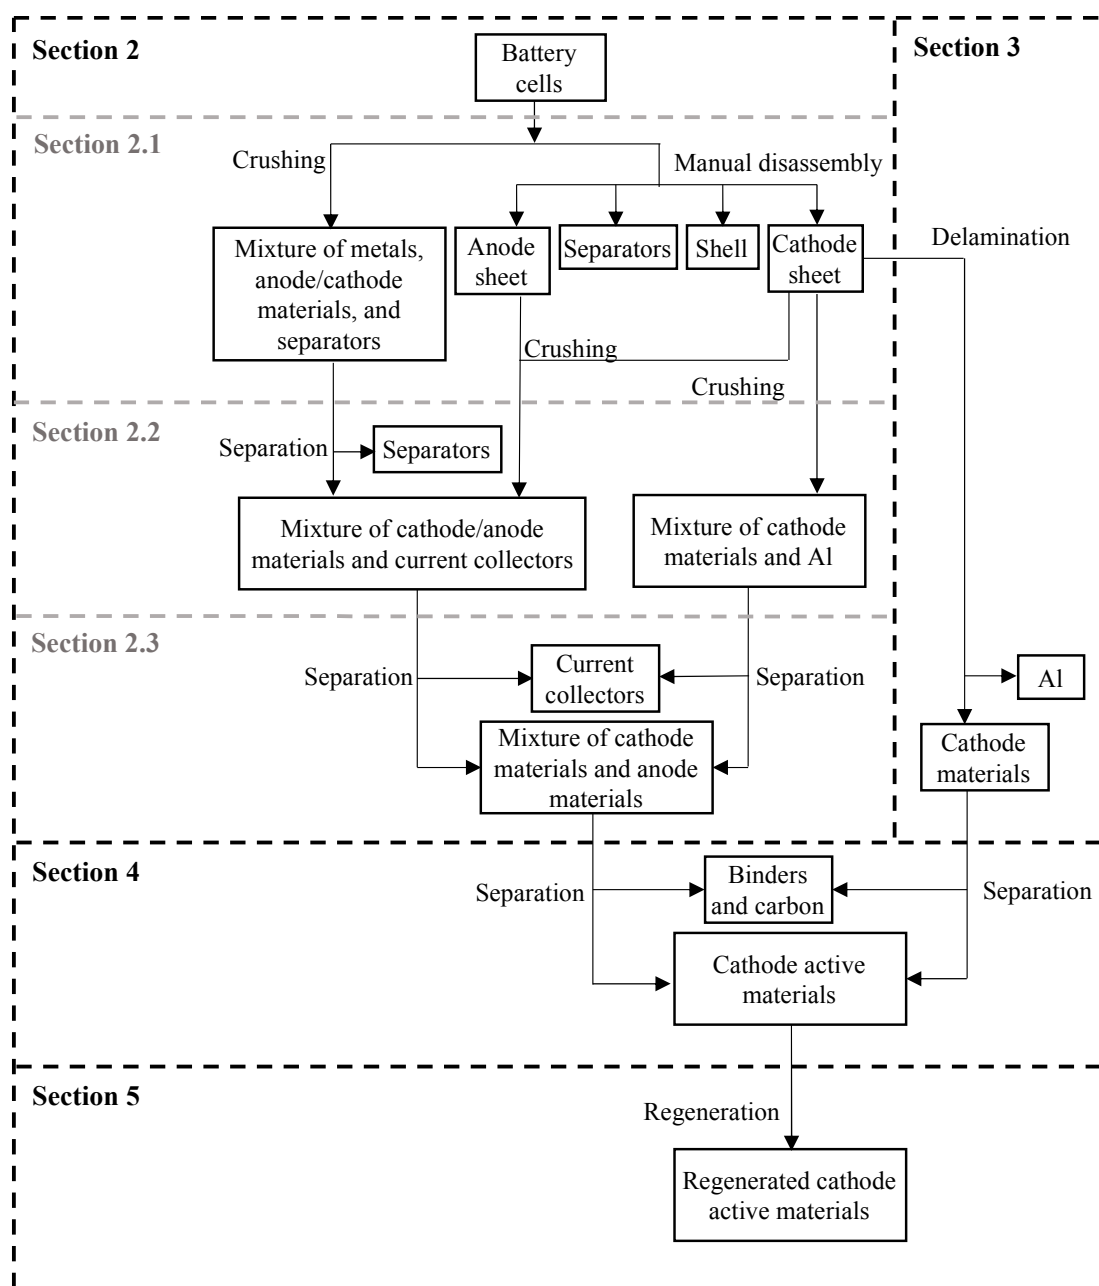 Section 2
Section 3
Battery
cells
Section 2.1
Crushing
Manual disassembly
Mixture of metals,
anode/cathode
materials, and
separators
Anode
sheet
Separators
Shell
Cathode
sheet
Delamination
Crushing
Crushing
Section 2.2
Separation
Separators
Mixture of cathode/anode
materials and current collectors
Mixture of cathode
materials and Al
Section 2.3
Separation
Current
collectors
Separation
Al
Mixture of cathode
materials and anode
materials
Cathode
materials
Section 4
Separation
Binders
and carbon
Separation
Cathode active
materials
Section 5
Regeneration
Regenerated cathode
active materials